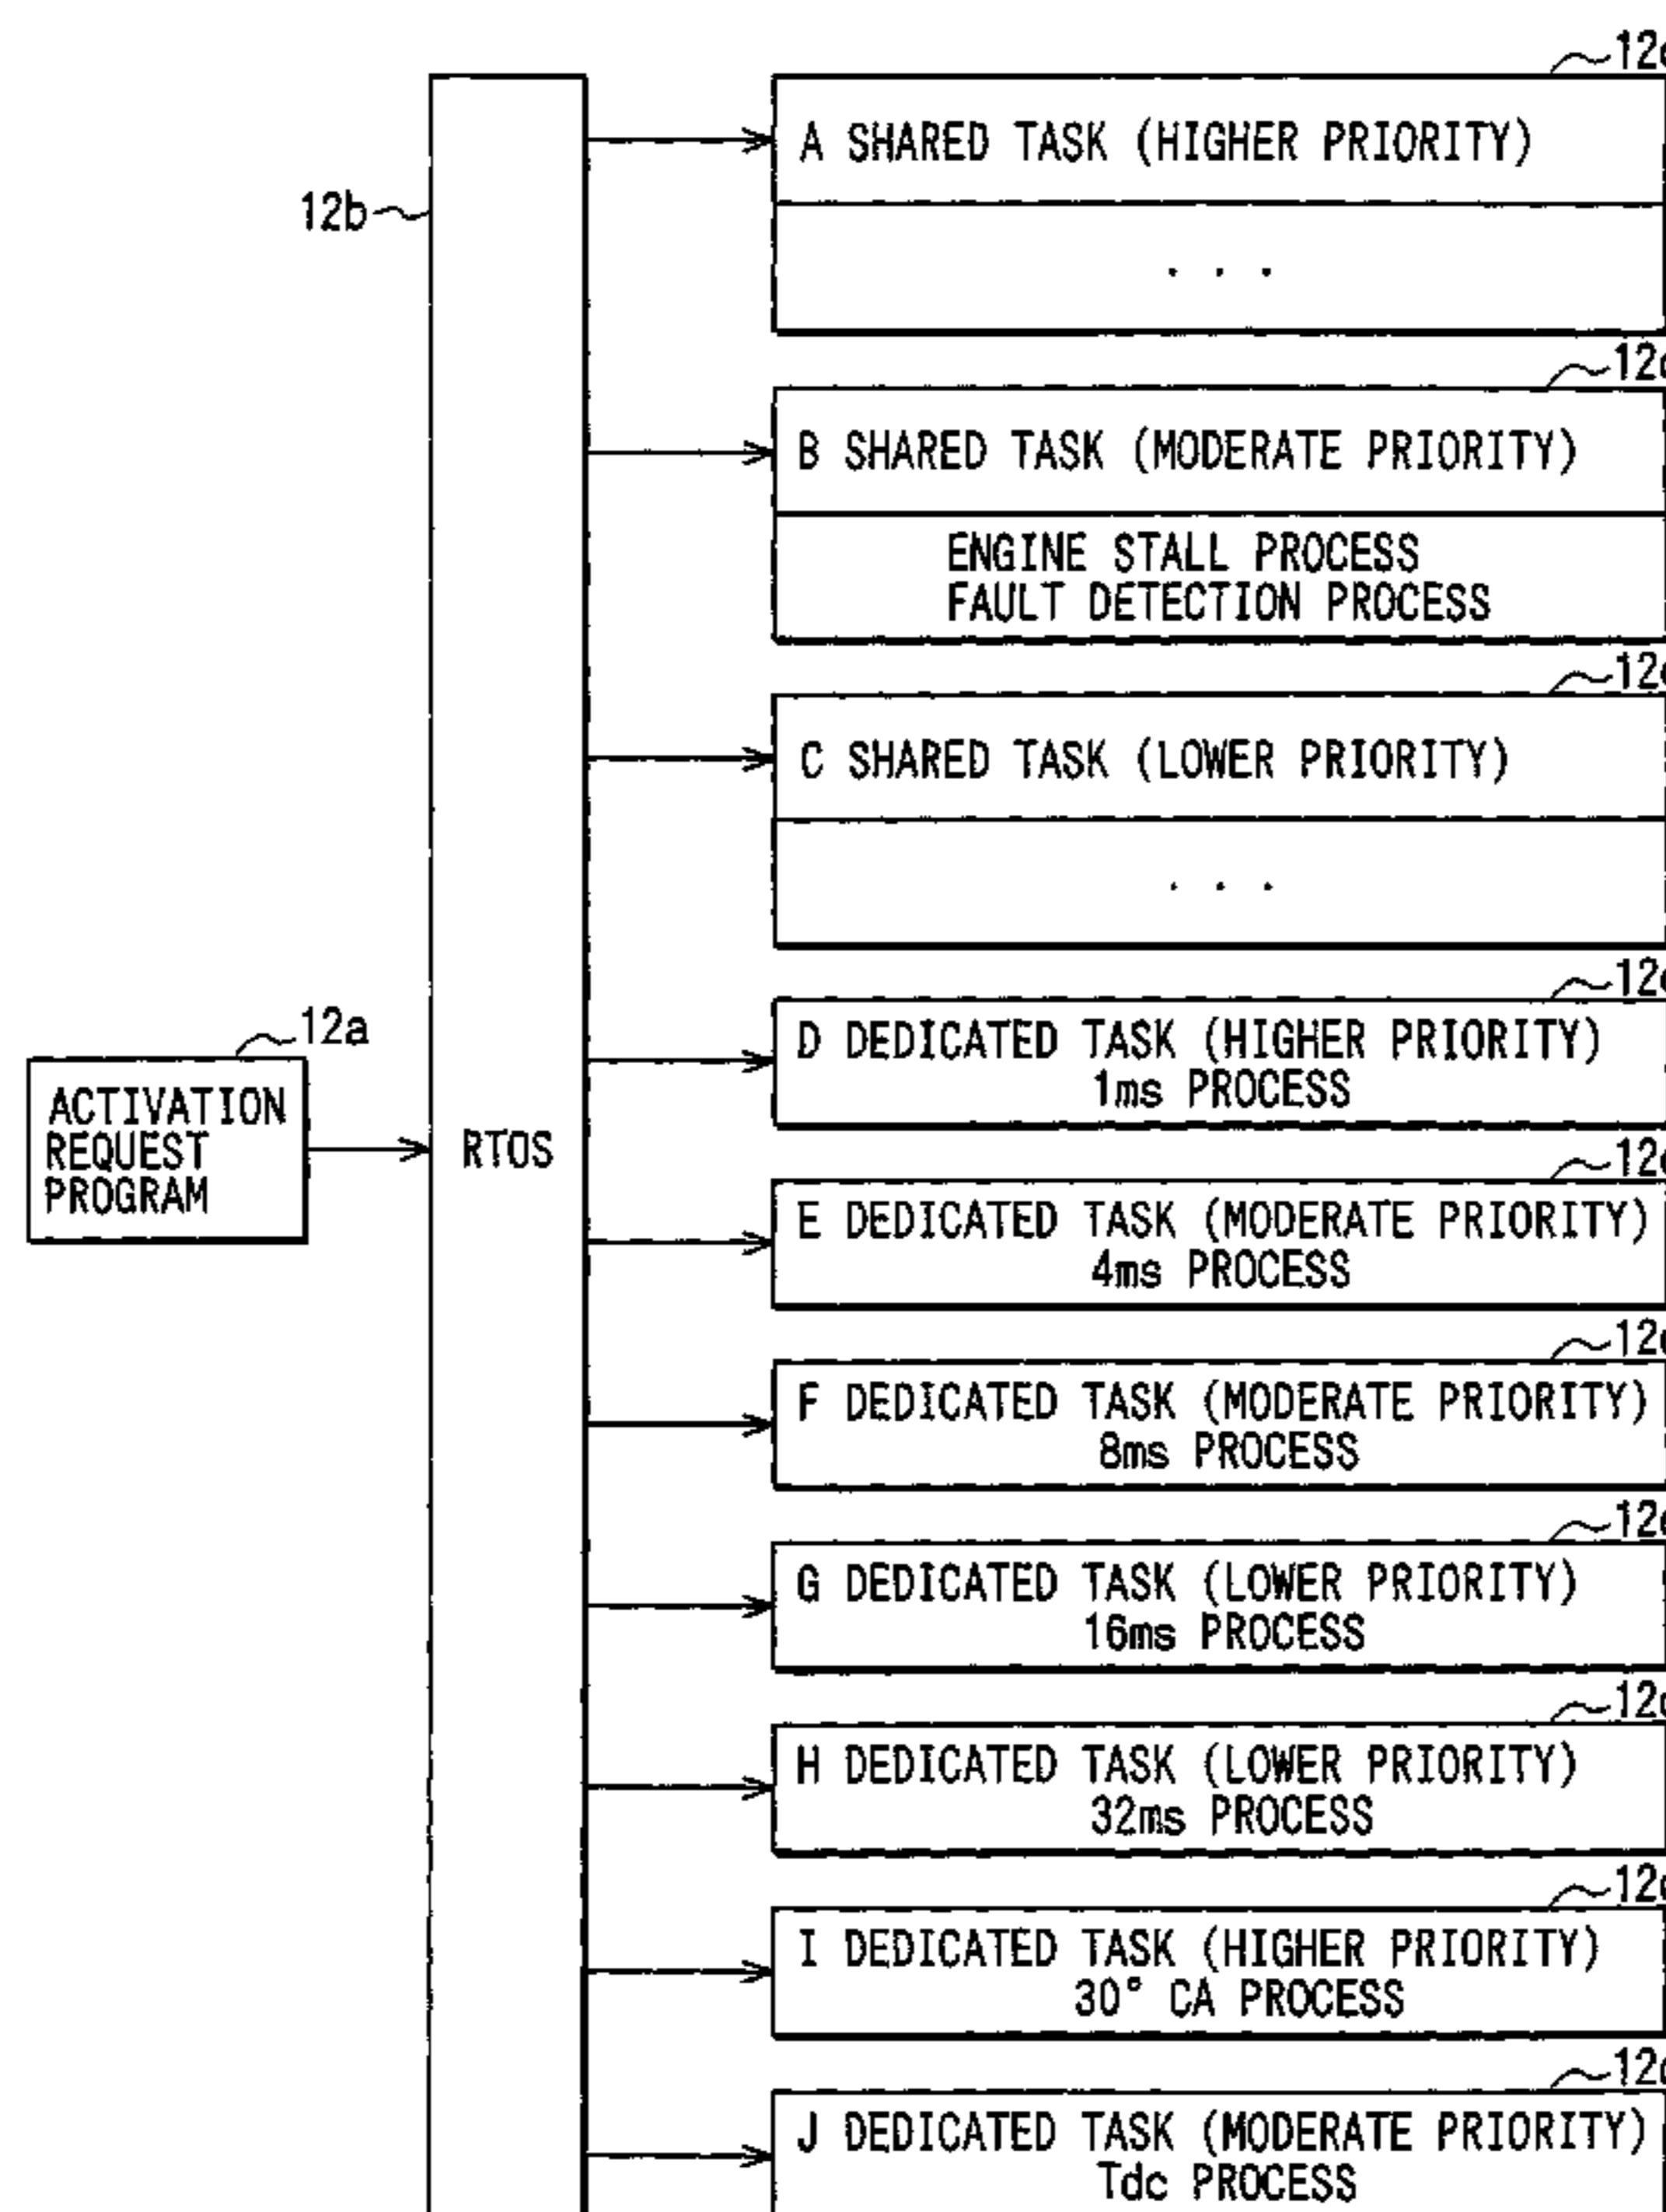 A SHARED TASK (HIGHER PRIORITY)
12b
. . .
B SHARED TASK (MODERATE PRIORITY)
ENGINE STALL PROCESS
FAULT DETECTION PROCESS
C SHARED TASK (LOWER PRIORITY)
. . .
12a
ACTIVATION
REQUEST
PROGRAM
RTOS
D DEDICATED TASK (HIGHER PRIORITY)
1ms PROCESS
E DEDICATED TASK (MODERATE PRIORITY)
4ms PROCESS
F DEDICATED TASK (MODERATE PRIORITY)
8ms PROCESS
G DEDICATED TASK (LOWER PRIORITY)
16ms PROCESS
H DEDICATED TASK (LOWER PRIORITY)
32ms PROCESS
I DEDICATED TASK (HIGHER PRIORITY)
30° CA PROCESS
J DEDICATED TASK (MODERATE PRIORITY)
Tdc PROCESS